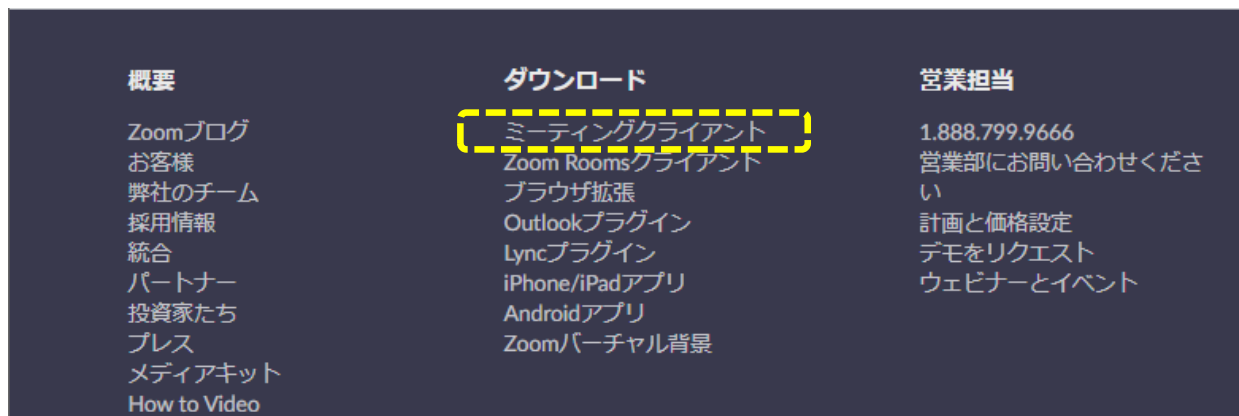 概要
Zoomブログ
お客様
弊社のチーム
採用情報
統合
パートナー
投資家たち
プレス
メディアキット
How to Video
ダウンロード
ミーティングクライアント
Zoom Roomsクライアント
ブラウザ拡張
Outlookプラグイン
Lyncプラグイン
iPhone/iPadアプリ
Androidアプリ
Zoomバーチャル背景
営業担当
1.888.799.9666
営業部にお問い合わせくださ
い
計画と価格設定
デモをリクエスト
ウェビナーとイベント